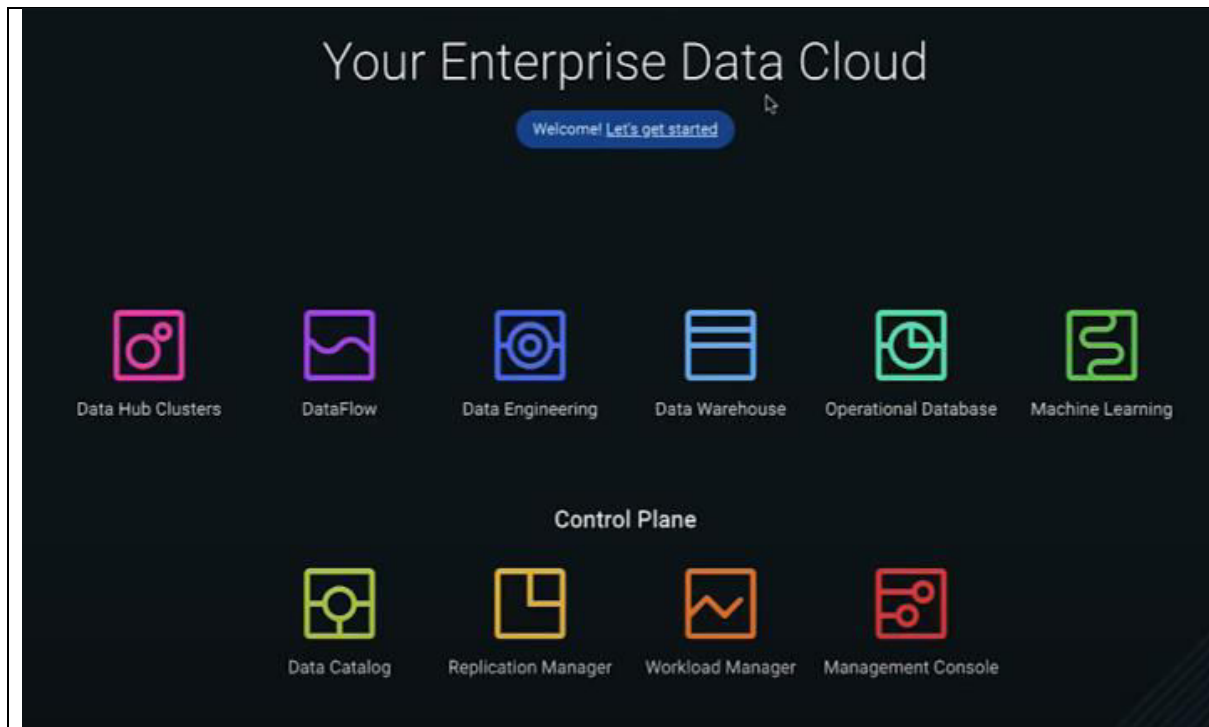 Your Enterprise Data Cloud
Welcome! Let's get started
Data Hub Clusters
DataFlow
Data Engineering
Data Warehouse
Operational Database
Machine Learning
Control Plane
Data Catalog
Replication Manager
Workload Manager
Management Console